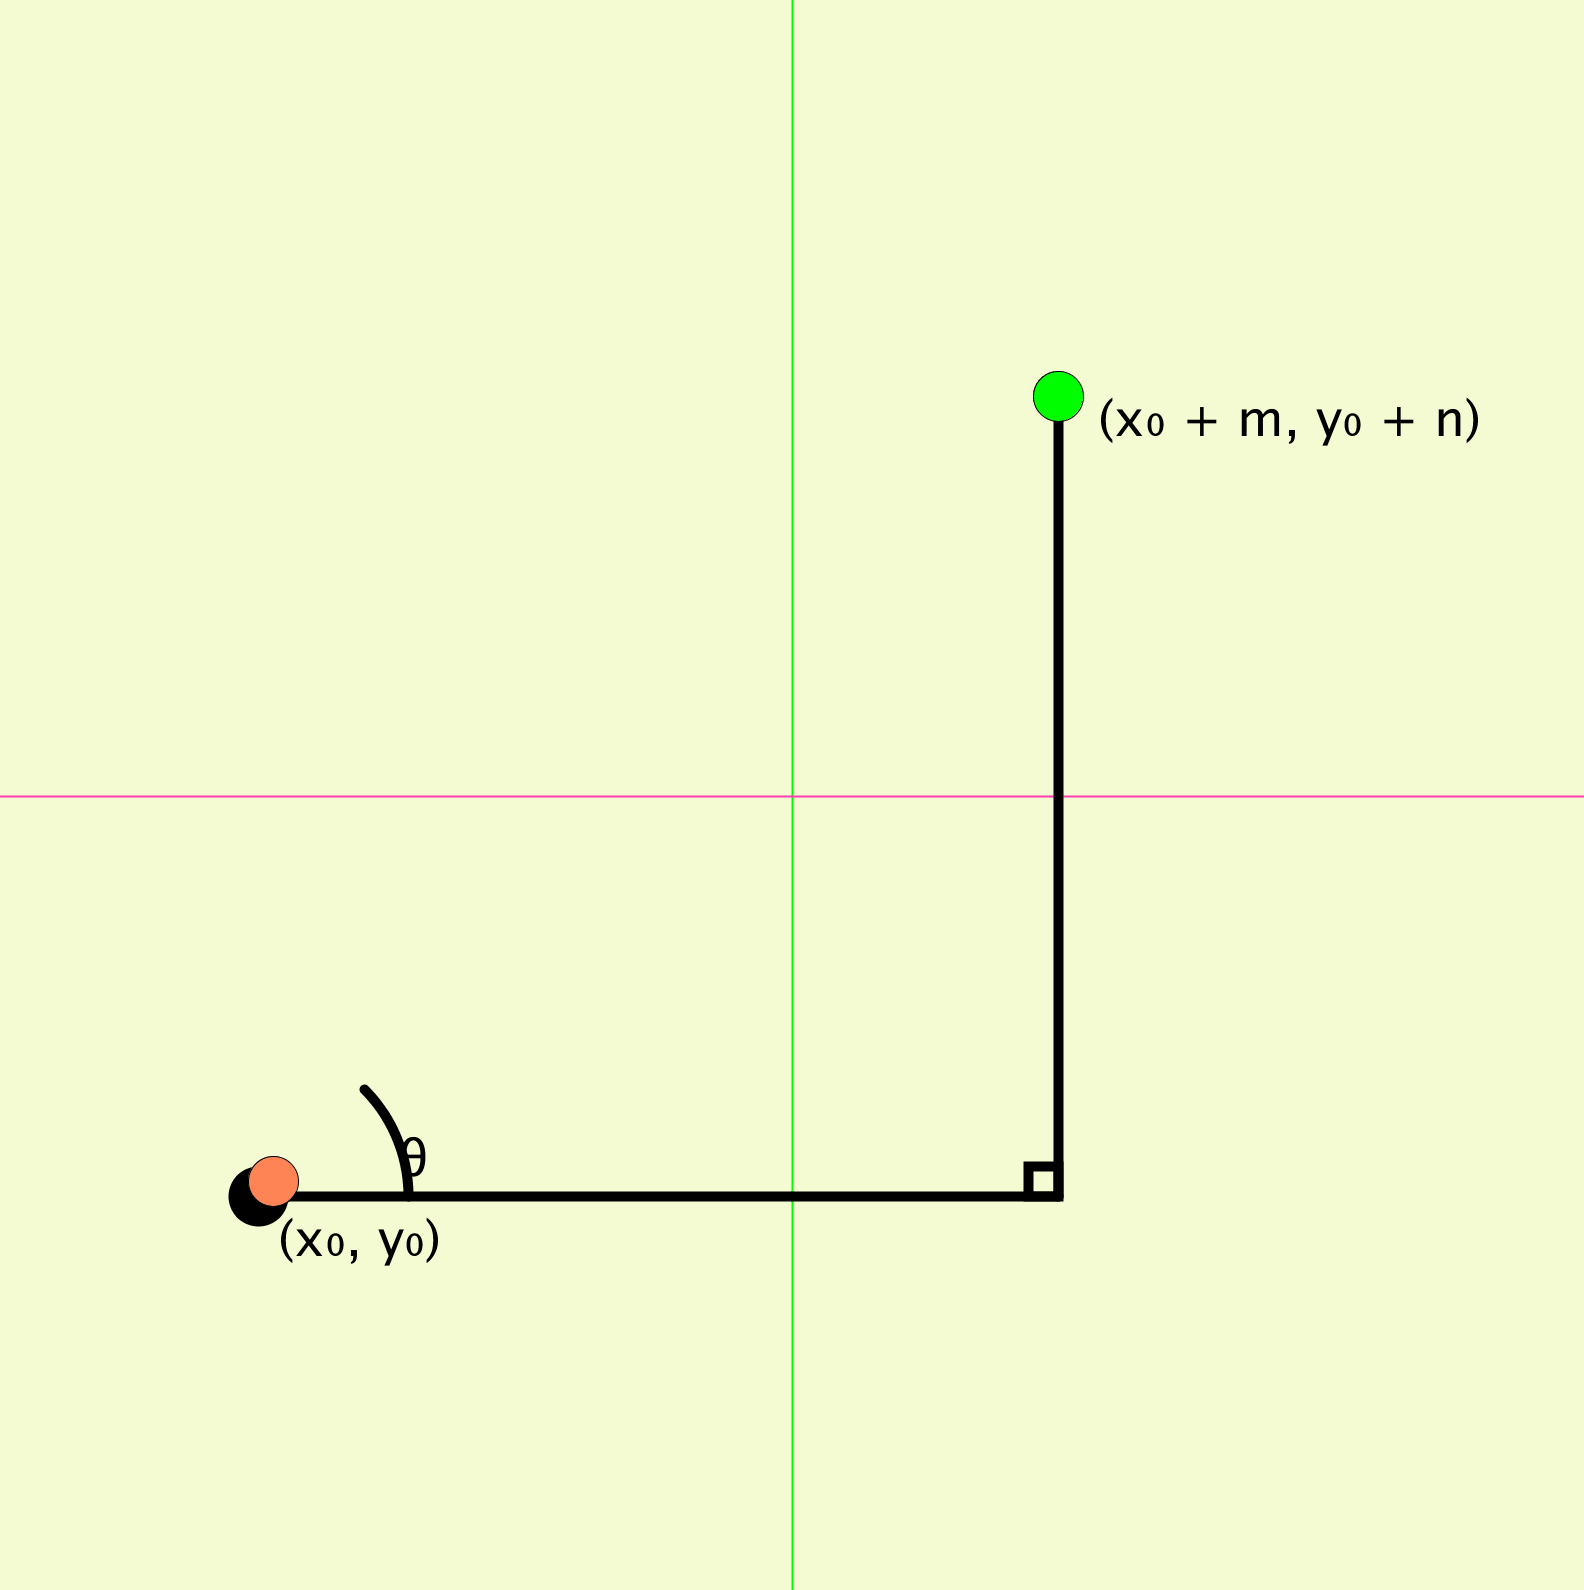 (x₀ + m, y₀ + n)
θ
(x₀, y₀)